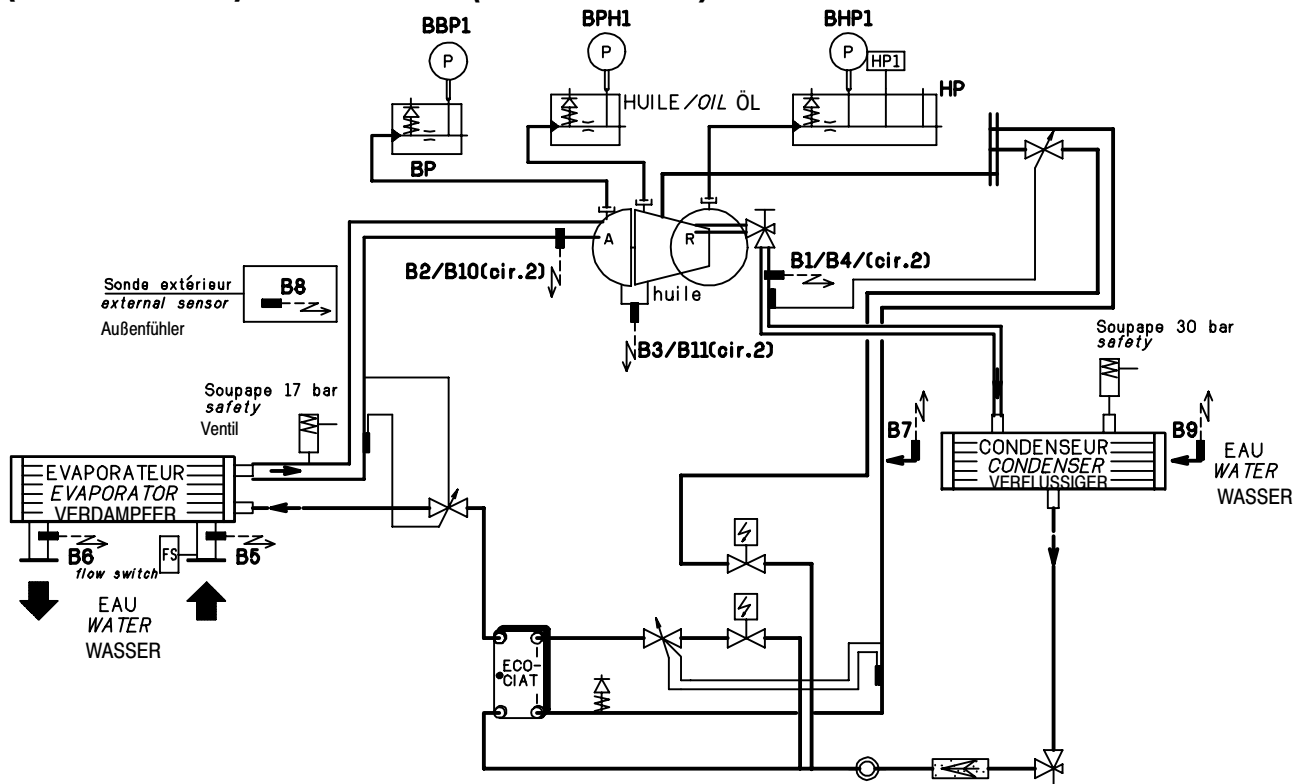 BBP1
BPH1
BHP1
P
P
P
HP1
HP
HUILE/OIL ÖL
BP
A
R
B2/B10(cir.2)
B1/B4/(cir.2)
huile
B3/B11(cir.2)
Sonde extérieur
external sensor
Außenfühler
B8
Soupape 30 bar
safety
Soupape 17 bar
safety
Ventil
B7
B9
CONDENSEUR
CONDENSER
VERFLÜSSIGER
EAU
WATER
WASSER
EVAPORATEUR
EVAPORATOR
VERDAMPFER
B6
FS
B5
flow switch
EAU
WATER
WASSER
ECO-
CIAT